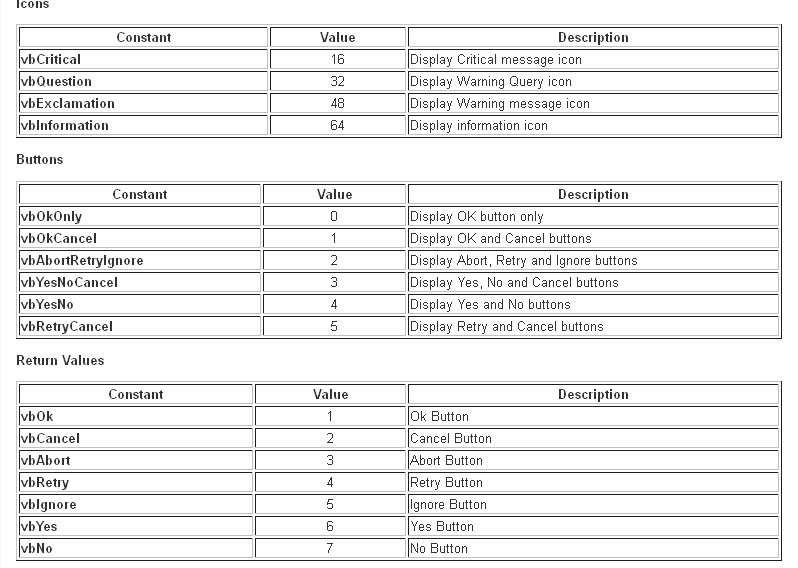 Icons
Constant Value Description
vbCritical 16 Display Critical message icon
vbQuestion 32 Display Warning Query icon
vbExclamation 48 Display Warning message icon
vbInformation 64 Display information icon
Buttons
Constant Value Description
vbOkOnly 0 Display OK button only
vbOkCancel 1 Display OK and Cancel buttons
vbAbortRetryIgnore 2 Display Abort, Retry and Ignore buttons
vbYesNoCancel 3 Display Yes, No and Cancel buttons
vbYesNo 4 Display Yes and No buttons
vbRetryCancel 5 Display Retry and Cancel buttons
Return Values
Constant Value Description
vbOk 1 Ok Button
vbCancel 2 Cancel Button
vbAbort 3 Abort Button
vbRetry 4 Retry Button
vbIgnore 5 Ignore Button
vbYes 6 Yes Button
vbNo 7 No Button